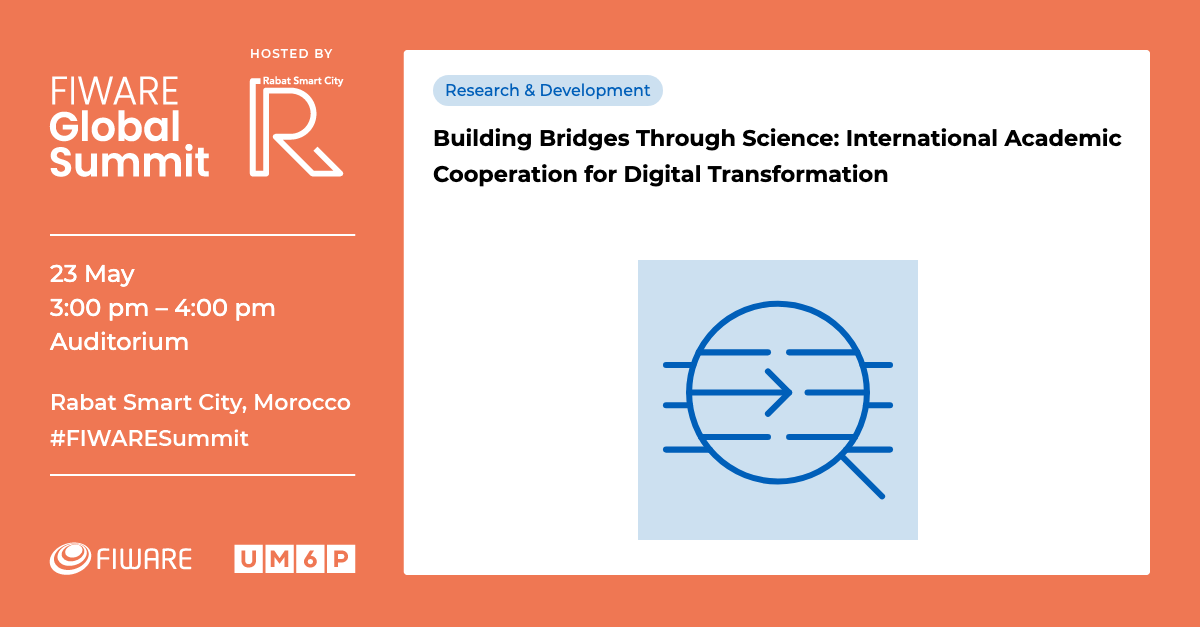 HOSTED BY
FIWARE
Global
Summit
Rabat Smart City
R
23 May
3:00 pm – 4:00 pm
Auditorium
Rabat Smart City, Morocco
#FIWARESummit
FIWARE
UM6P
Research & Development
Building Bridges Through Science: International Academic
Cooperation for Digital Transformation